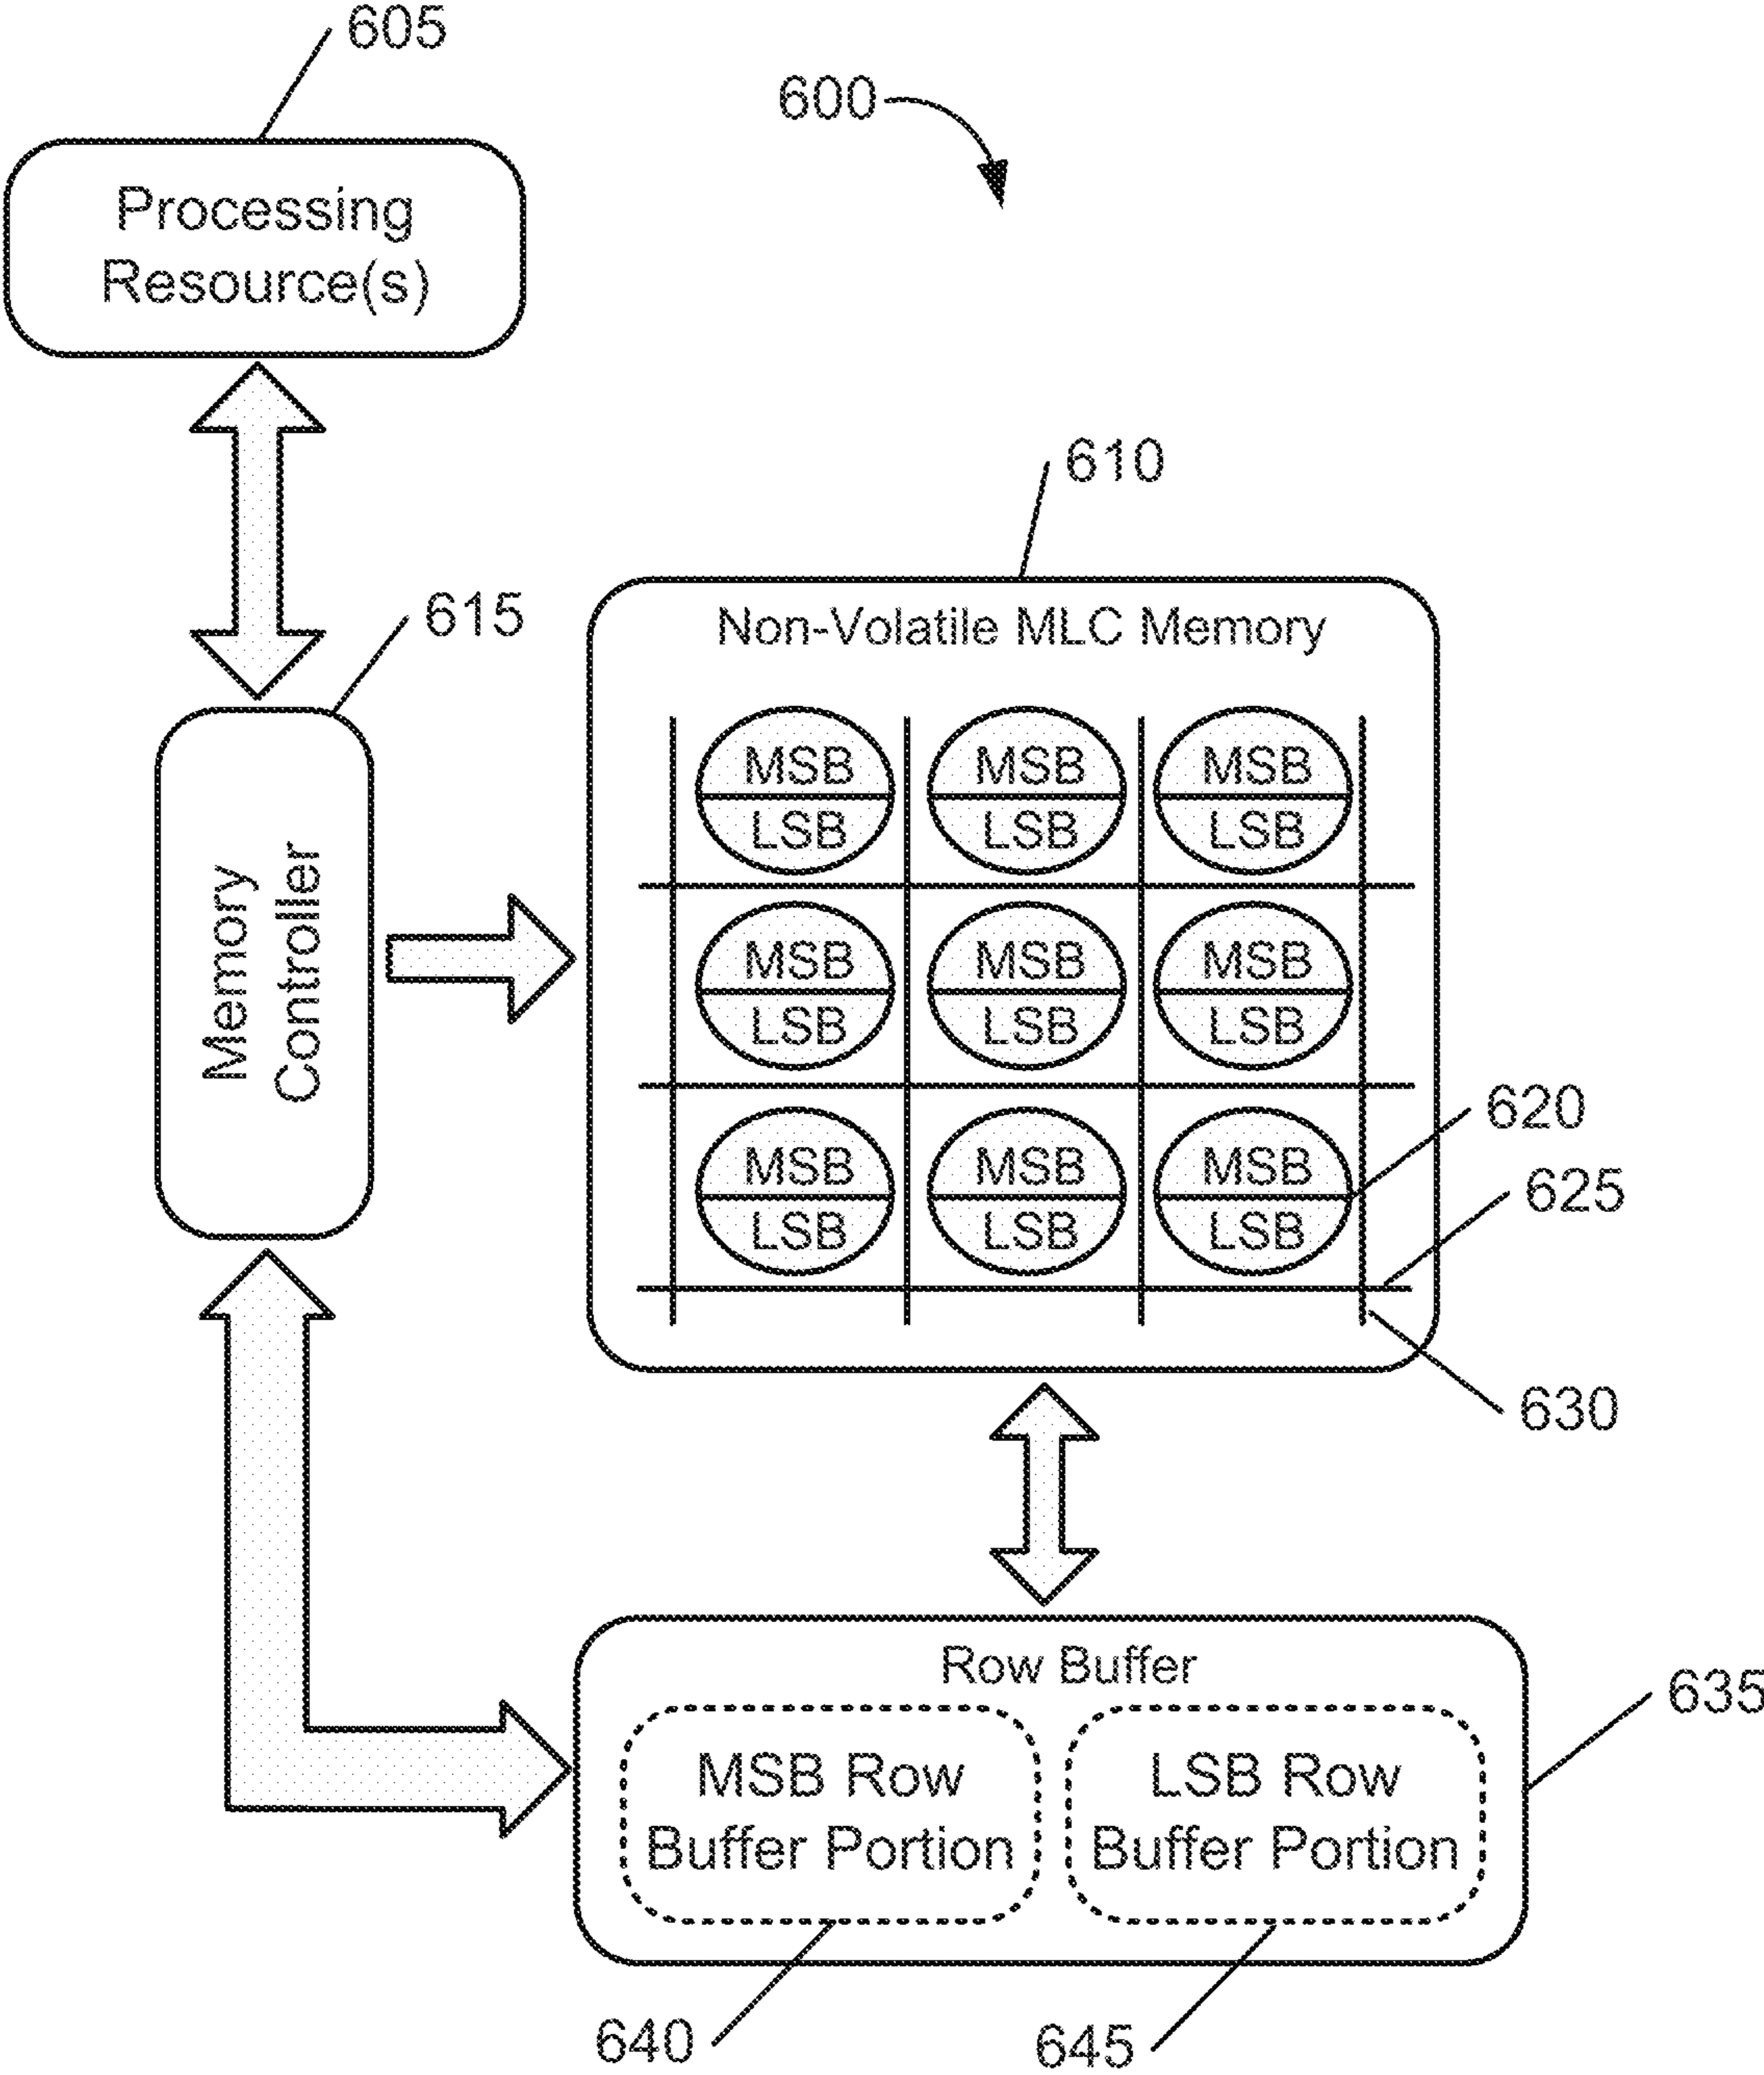 605
600
Processing
Resource(s)
610
615
Non-Volatile MLC Memory
MSB MSB MSB
LSB LSB LSB
Memory
Controller
MSB MSB MSB
LSB LSB LSB
620
MSB MSB MSB
625
LSB LSB LSB
630
Row Buffer
635
MSB Row
Buffer Portion
LSB Row
Buffer Portion
640
645